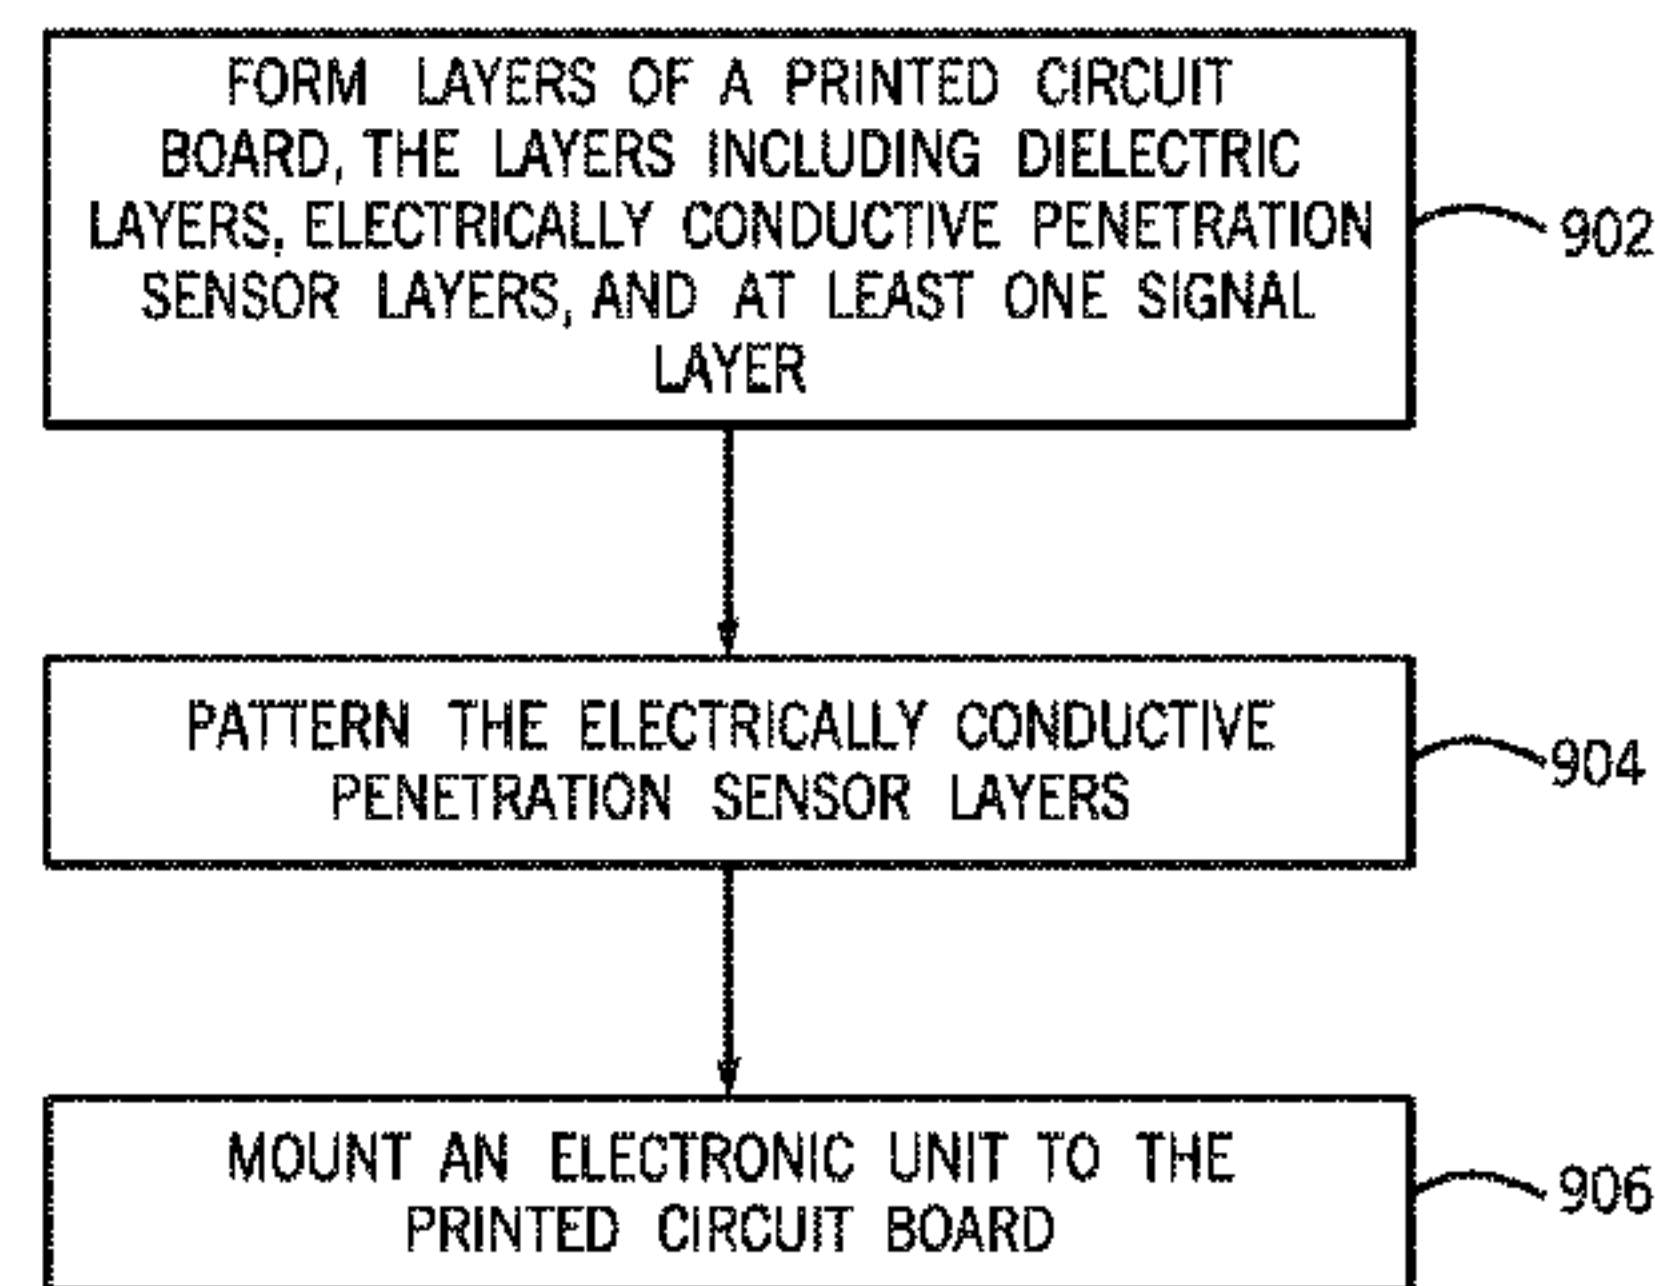 FORM LAYERS OF A PRINTED CIRCUIT
BOARD, THE LAYERS INCLUDING DIELECTRIC
LAYERS, ELECTRICALLY CONDUCTIVE PENETRATION
SENSOR LAYERS, AND AT LEAST ONE SIGNAL
LAYER
902
PATTERN THE ELECTRICALLY CONDUCTIVE
PENETRATION SENSOR LAYERS
904
MOUNT AN ELECTRONIC UNIT TO THE
PRINTED CIRCUIT BOARD
906